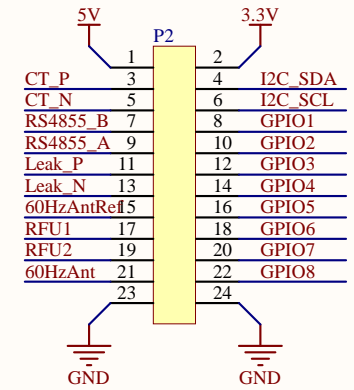 5V 3.3V
P2
1 2
CT_P 3 4 I2C_SDA
CT_N 5 6 I2C_SCL
RS4855_B 7 8 GPIO1
RS4855_A 9 10 GPIO2
Leak_P 11 12 GPIO3
Leak_N 13 14 GPIO4
60HzAntRef 15 16 GPIO5
RFU1 17 18 GPIO6
RFU2 19 20 GPIO7
60HzAnt 21 22 GPIO8
23 24
GND GND